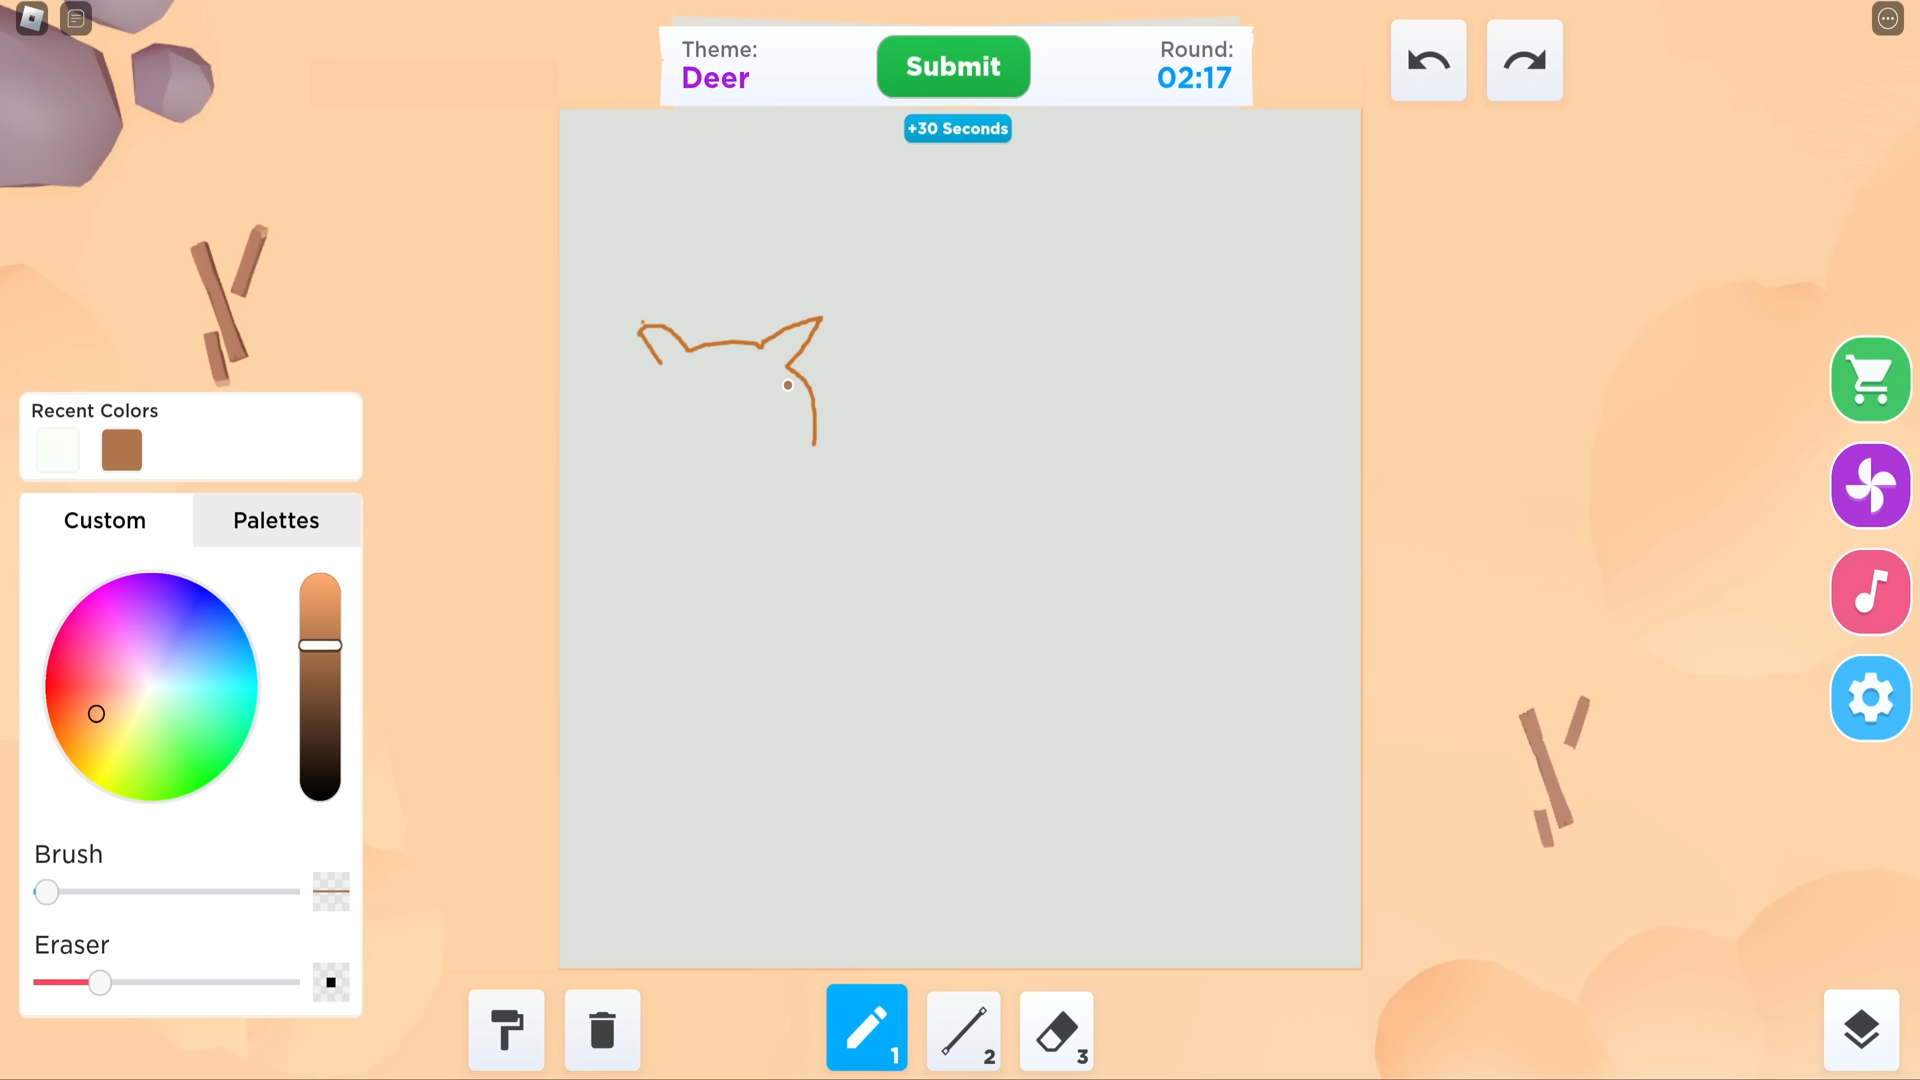 Theme:
Deer
Submit
Round:
02:17
+30 Seconds
Recent Colors
Custom
Palettes
Brush
Eraser
1
2
3